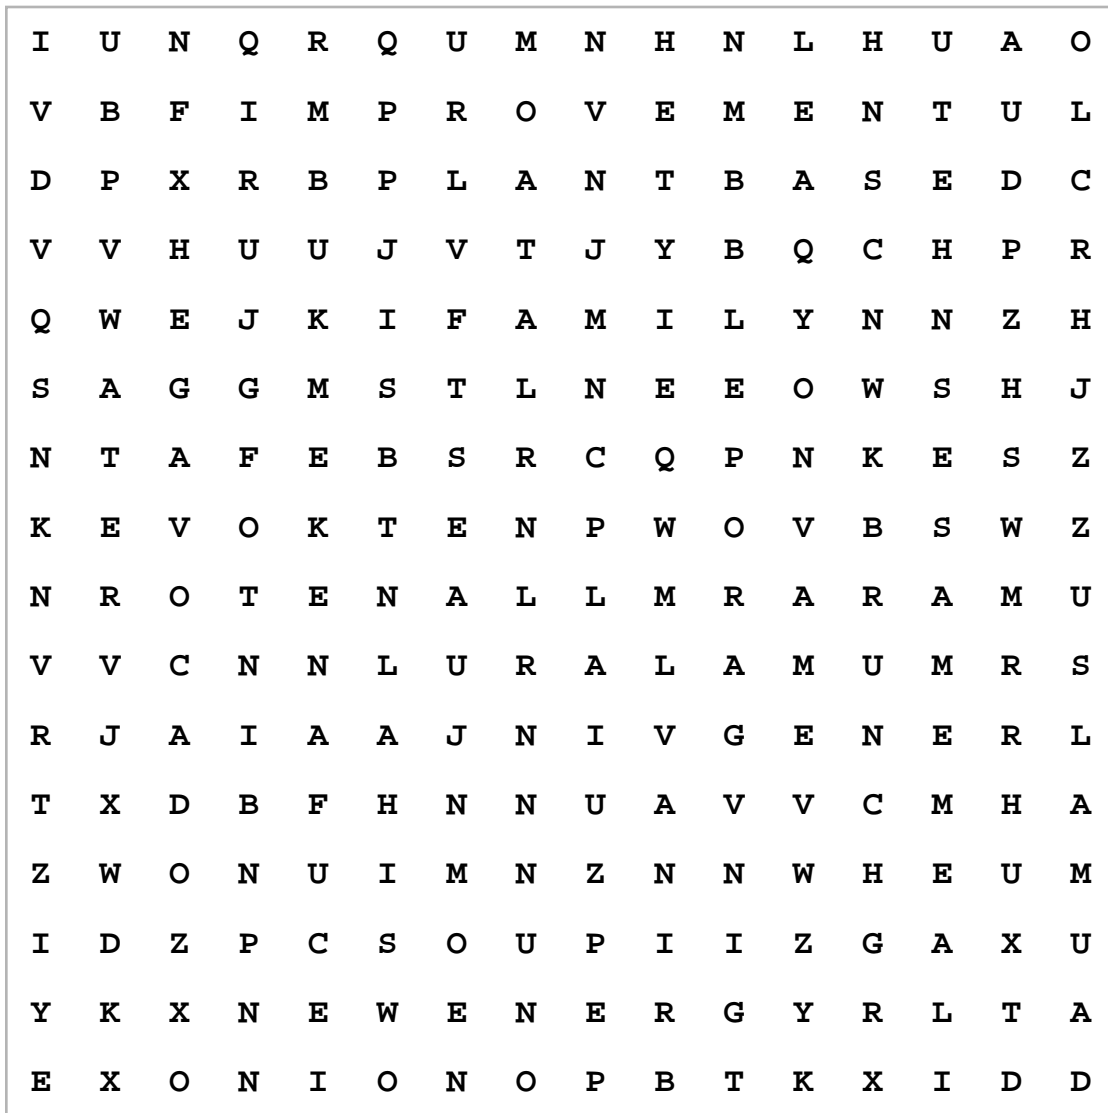 I U N Q R Q U M N H N L H U A O
V B F I M P R O V E M E N T U L
D P X R B P L A N T B A S E D C
V V H U U J V T J Y B Q C H P R
Q W E J K I F A M I L Y N N Z H
S A G G M S T L N E E O W S H J
N T A F E B S R C Q P N K E S Z
K E V O K T E N P W O V B S W Z
N R O T E N A L L M R A R A M U
V V C N N L U R A L A M U M R S
R J A I A A J N I V G E N E R L
T X D B F H N N U A V V C M H A
Z W O N U I M N Z N N W H E U M
I D Z P C S O U P I I Z G A X U
Y K X N E W E N E R G Y R L T A
E X O N I O N O P B T K X I D D